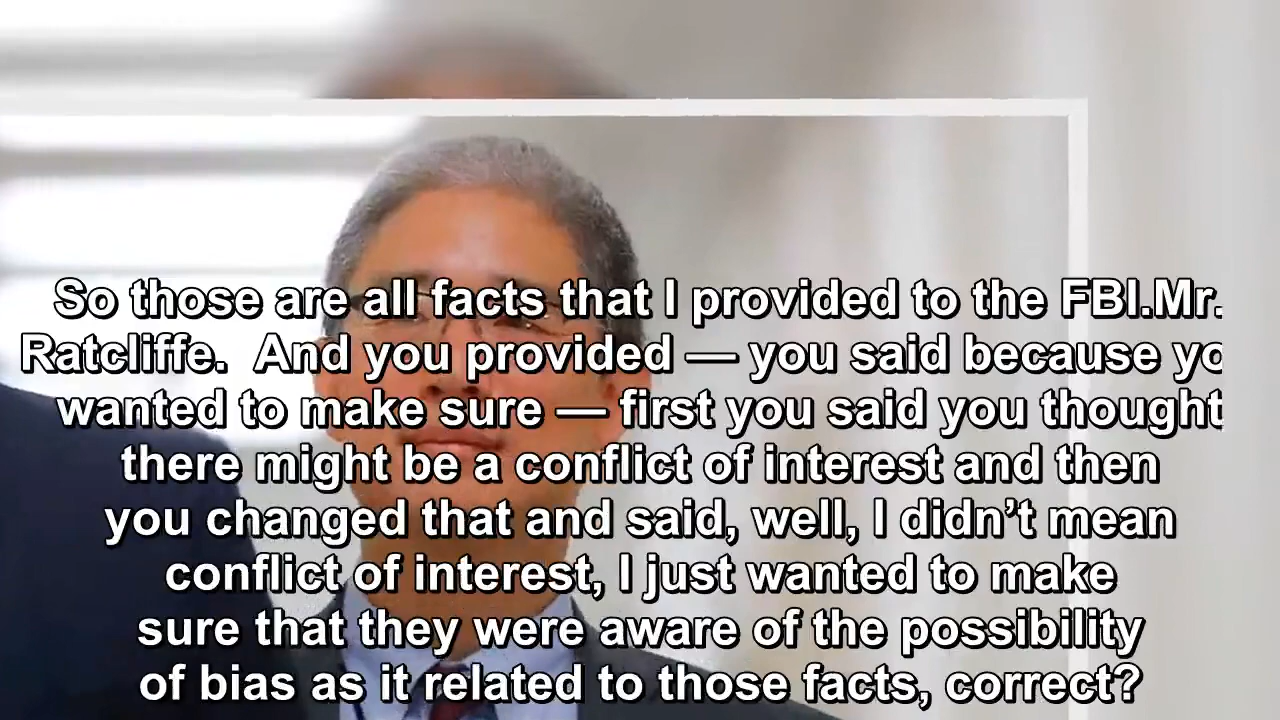 So those are all facts that I provided to the FBI.Mr.
Ratcliffe.  And you provided — you said because yo
wanted to make sure — first you said you thought
there might be a conflict of interest and then
you changed that and said, well, I didn’t mean
conflict of interest, I just wanted to make
sure that they were aware of the possibility
of bias as it related to those facts, correct?